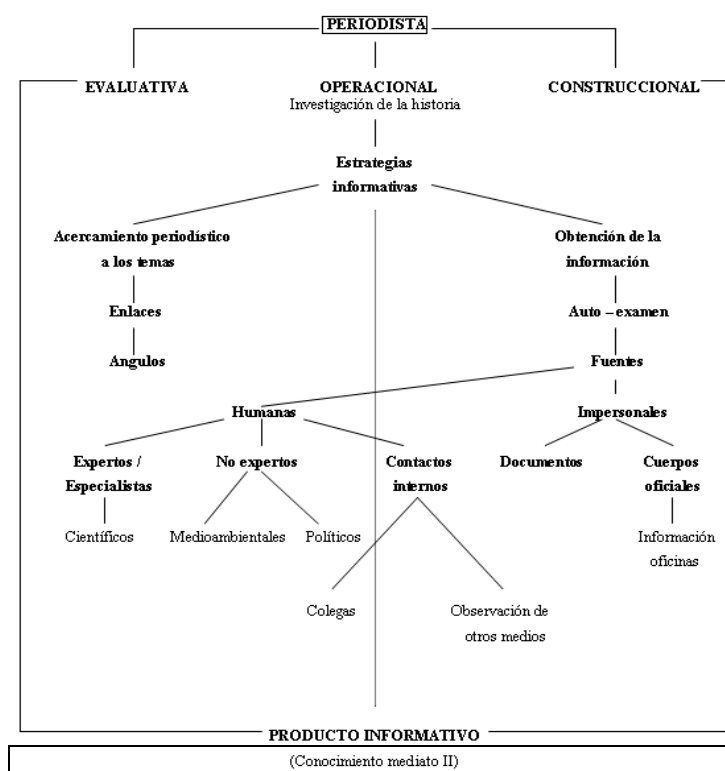 PERIODISTA
EVALUATIVA
OPERACIONAL
CONSTRUCCIONAL
Investigación de la historia
Estrategias
informativas
Acercamiento periodístico
a los temas
Obtención de la
información
Enlaces
Auto – examen
Angulos
Fuentes
Humanas
Impersonales
Expertos /
Especialistas
No expertos
Contactos
internos
Documentos
Cuerpos
oficiales
Científicos
Medioambientales
Políticos
Información
oficinas
Colegas
Observación de
otros medios
PRODUCTO INFORMATIVO
(Conocimiento mediato II)